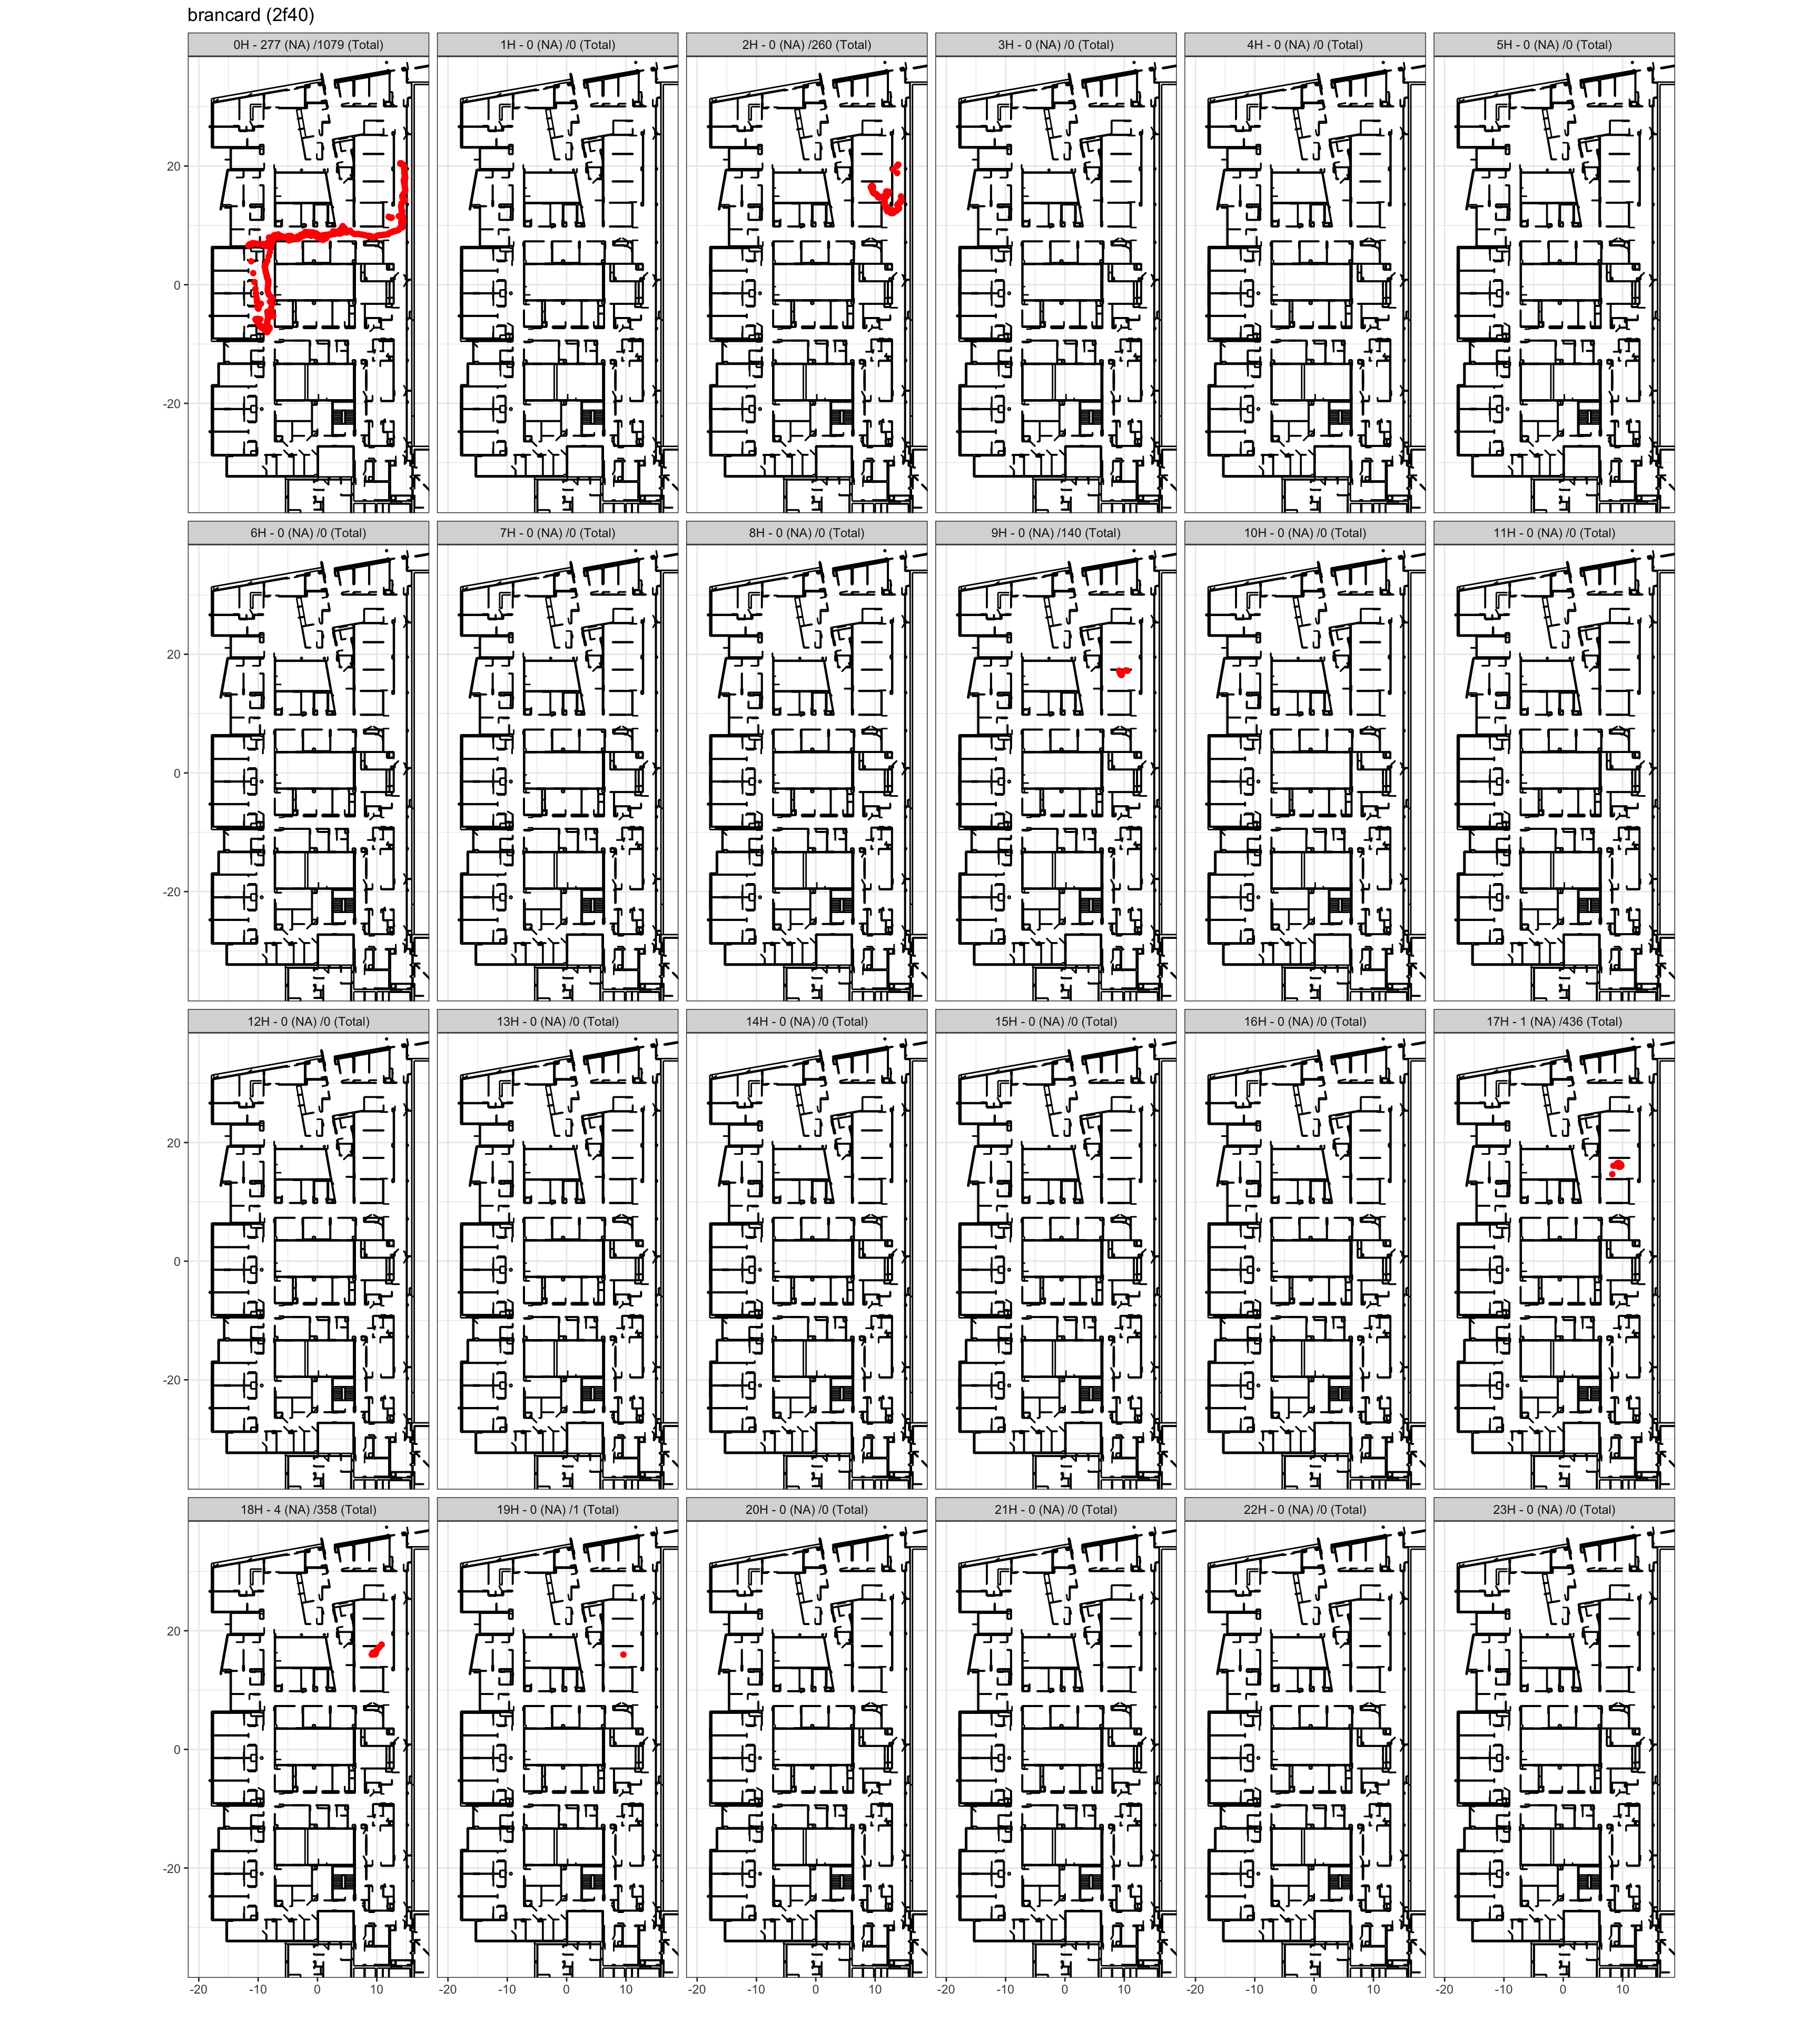 brancard (2f40)
0H - 277 (NA) /1079 (Total) 1H - 0 (NA) /0 (Total) 2H - 0 (NA) /260 (Total) 3H - 0 (NA) /0 (Total) 4H - 0 (NA) /0 (Total) 5H - 0 (NA) /0 (Total)
20
0
-20
6H - 0 (NA) /0 (Total) 7H - 0 (NA) /0 (Total) 8H - 0 (NA) /0 (Total) 9H - 0 (NA) /140 (Total) 10H - 0 (NA) /0 (Total) 11H - 0 (NA) /0 (Total)
20
0
-20
12H - 0 (NA) /0 (Total) 13H - 0 (NA) /0 (Total) 14H - 0 (NA) /0 (Total) 15H - 0 (NA) /0 (Total) 16H - 0 (NA) /0 (Total) 17H - 1 (NA) /436 (Total)
20
0
-20
18H - 4 (NA) /358 (Total) 19H - 0 (NA) /1 (Total) 20H - 0 (NA) /0 (Total) 21H - 0 (NA) /0 (Total) 22H - 0 (NA) /0 (Total) 23H - 0 (NA) /0 (Total)
20
0
-20
-20 -10 0 10 -20 -10 0 10 -20 -10 0 10 -20 -10 0 10 -20 -10 0 10 -20 -10 0 10